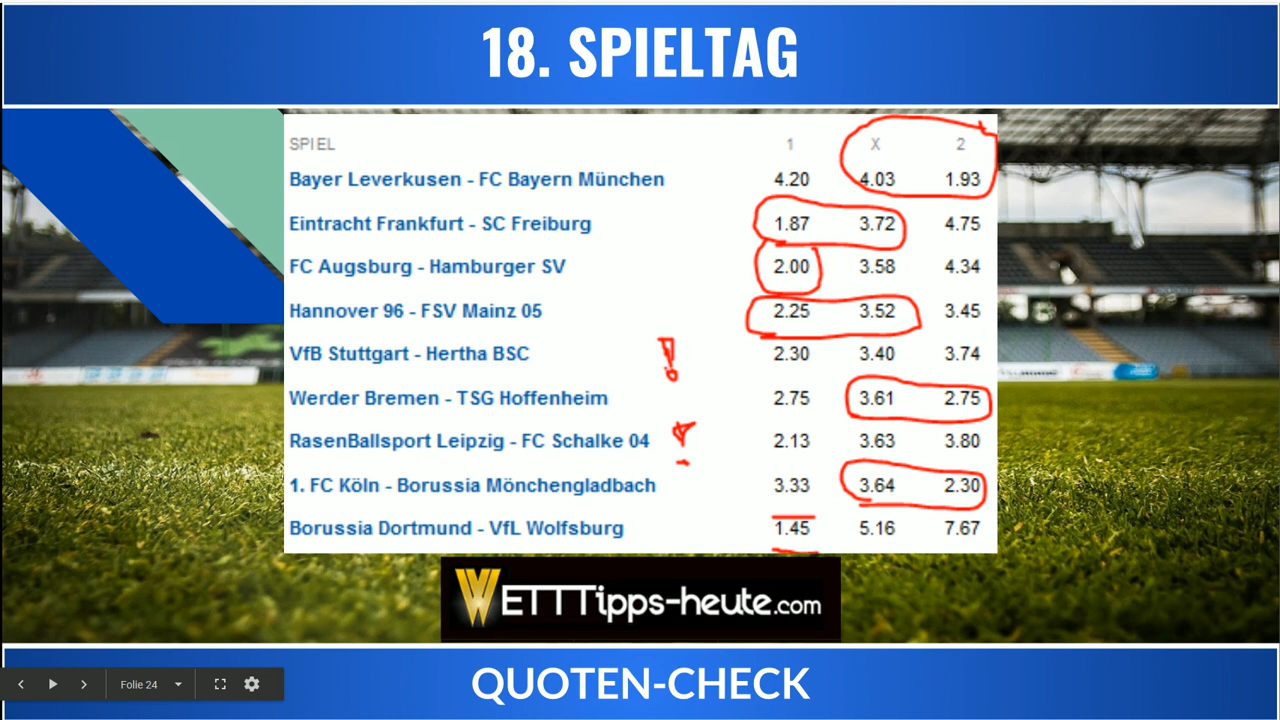 18. SPIELTAG
SPIEL 1 X 2
Bayer Leverkusen - FC Bayern München 4.20 4.03 1.93
Eintracht Frankfurt - SC Freiburg 1.87 3.72 4.75
FC Augsburg - Hamburger SV 2.00 3.58 4.34
Hannover 96 - FSV Mainz 05 2.25 3.52 3.45
VfB Stuttgart - Hertha BSC ! 2.30 3.40 3.74
Werder Bremen - TSG Hoffenheim 2.75 3.61 2.75
RasenBallsport Leipzig - FC Schalke 04 ! 2.13 3.63 3.80
1. FC Köln - Borussia Mönchengladbach 3.33 3.64 2.30
Borussia Dortmund - VfL Wolfsburg 1.45 5.16 7.67
WETTTipps-heute.com
Folie 24
QUOTEN-CHECK